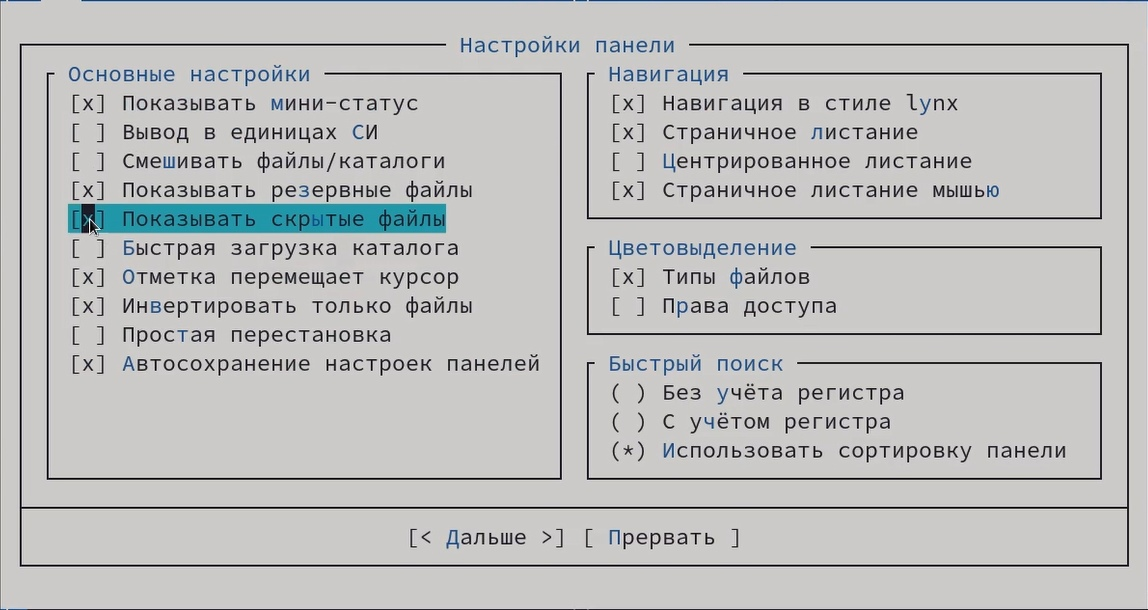 Настройки панели
Основные настройки
[x] Показывать мини-статус
[ ] Вывод в единицах СИ
[ ] Смешивать файлы/каталоги
[x] Показывать резервные файлы
[x] Показывать скрытые файлы
[ ] Быстрая загрузка каталога
[x] Отметка перемещает курсор
[x] Инвертировать только файлы
[ ] Простая перестановка
[x] Автосохранение настроек панелей
Навигация
[x] Навигация в стиле lynx
[x] Страничное листание
[ ] Центрированное листание
[x] Страничное листание мышью
Цветовыделение
[x] Типы файлов
[ ] Права доступа
Быстрый поиск
( ) Без учёта регистра
( ) С учётом регистра
(*) Использовать сортировку панели
[< Дальше >] [ Прервать ]